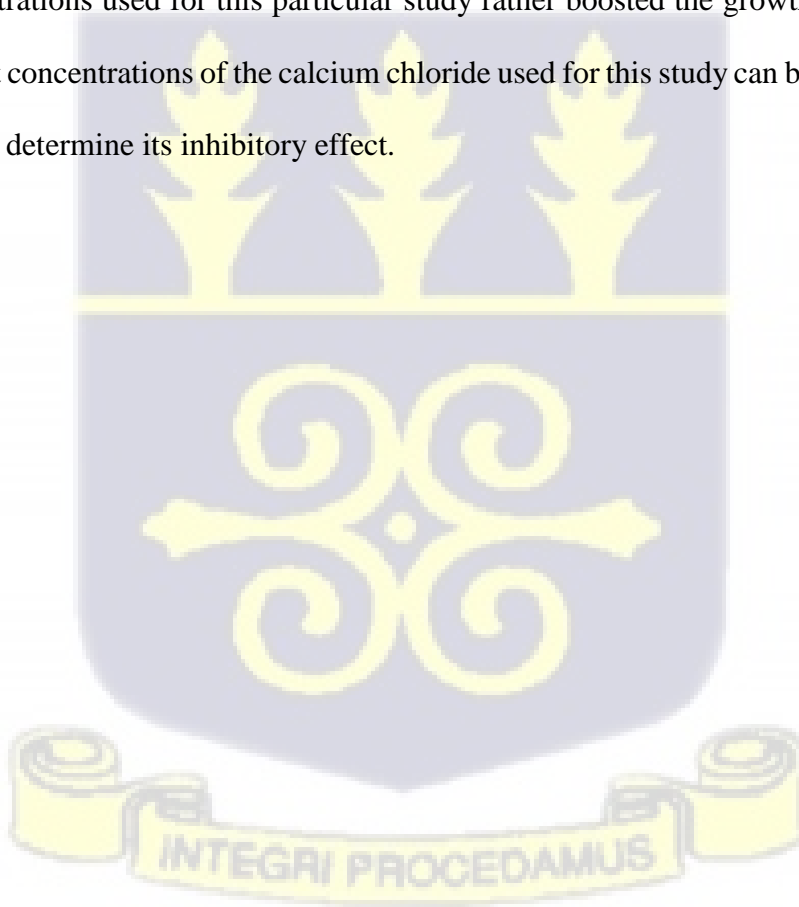 trations used for this particular study rather boosted the growt
concentrations of the calcium chloride used for this study can b
determine its inhibitory effect.
INTEGRI PROCEDAMUS